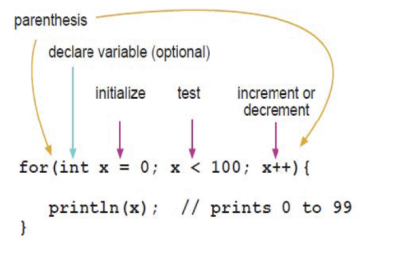 parenthesis
declare variable (optional)
initialize test increment or
decrement
for(int x = 0; x < 100; x++){
println(x); // prints 0 to 99
}